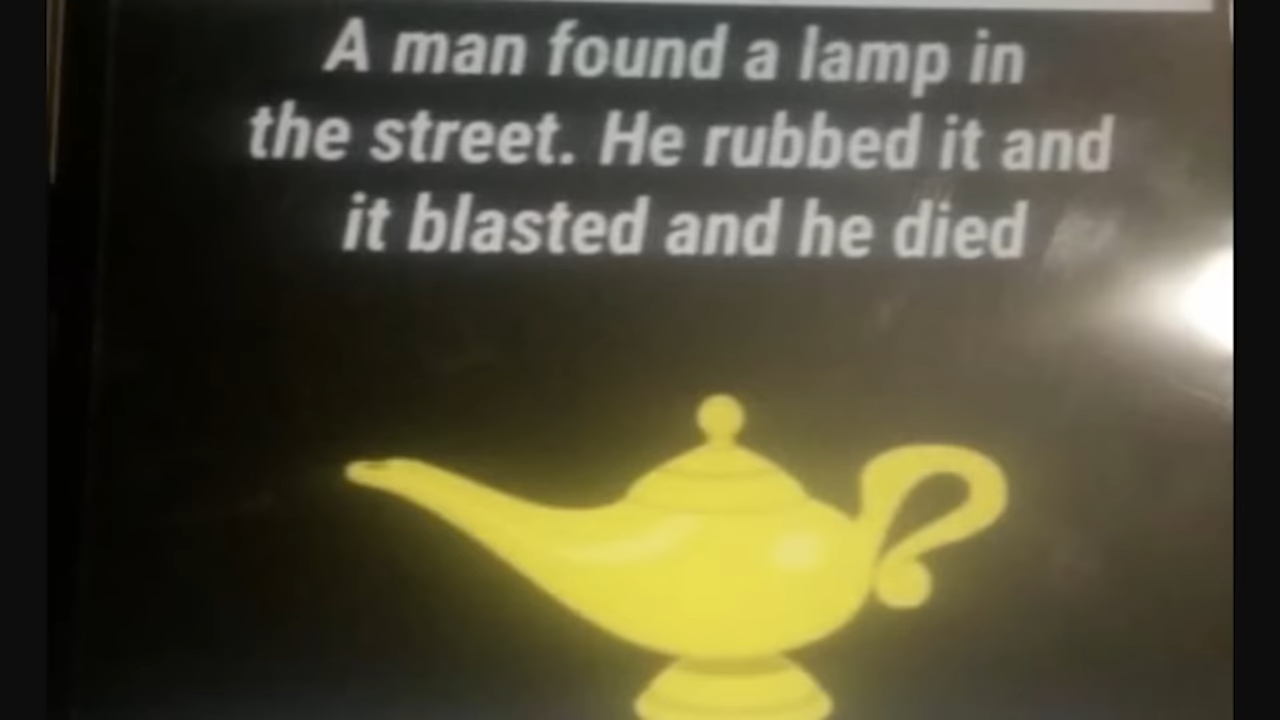 A man found a lamp in
the street. He rubbed it and
it blasted and he died